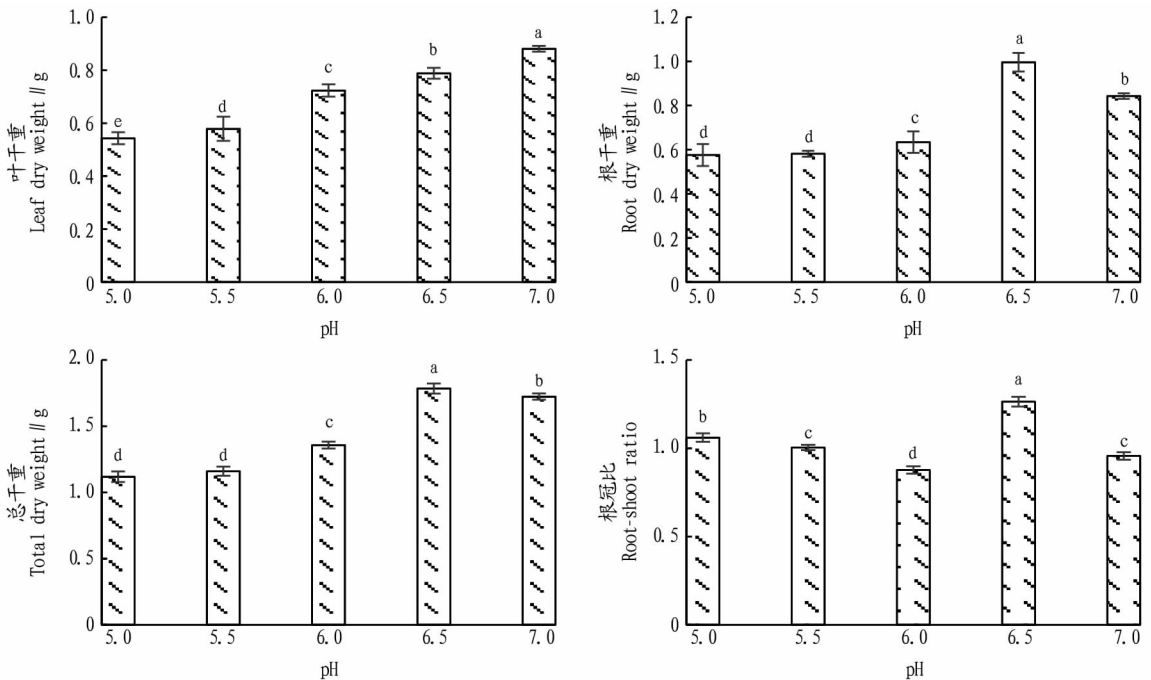 1.0
0.8
0.6
0.4
0.2
0
叶干重
Leaf dry weight∥g
e
d
c
b
a
5.0 5.5 6.0 6.5 7.0
pH
1.2
1.0
0.8
0.6
0.4
0.2
0
根干重
Root dry weight∥g
d
d
c
a
b
5.0 5.5 6.0 6.5 7.0
pH
2.0
1.5
1.0
0.5
0
总干重
Total dry weight∥g
d
d
c
a
b
5.0 5.5 6.0 6.5 7.0
pH
1.5
1.0
0.5
0
根冠比
Root-shoot ratio
b
c
d
a
c
5.0 5.5 6.0 6.5 7.0
pH